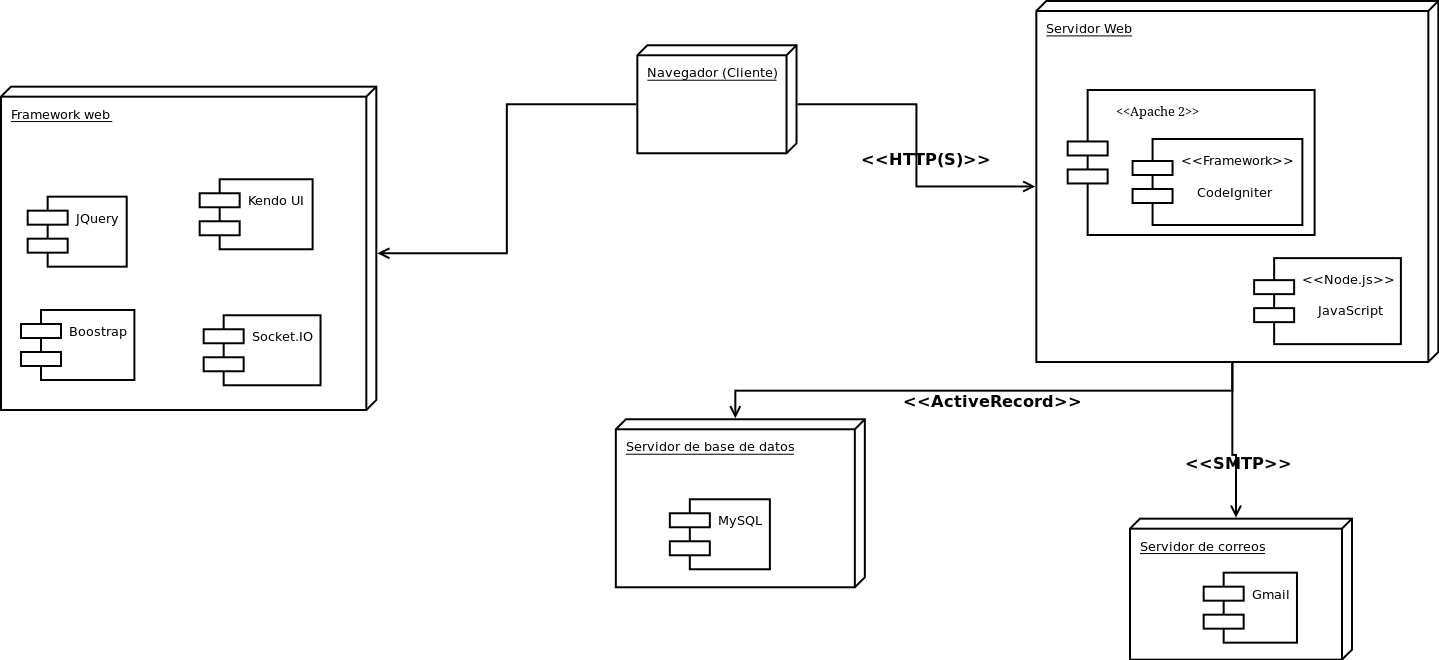 Servidor Web
Navegador (Cliente)
Framework web
<<Apache 2>>
<<HTTP(S)>>
<<Framework>>
CodeIgniter
Kendo UI
JQuery
<<Node.js>>
JavaScript
Boostrap
Socket.IO
<<ActiveRecord>>
Servidor de base de datos
<<SMTP>>
MySQL
Servidor de correos
Gmail